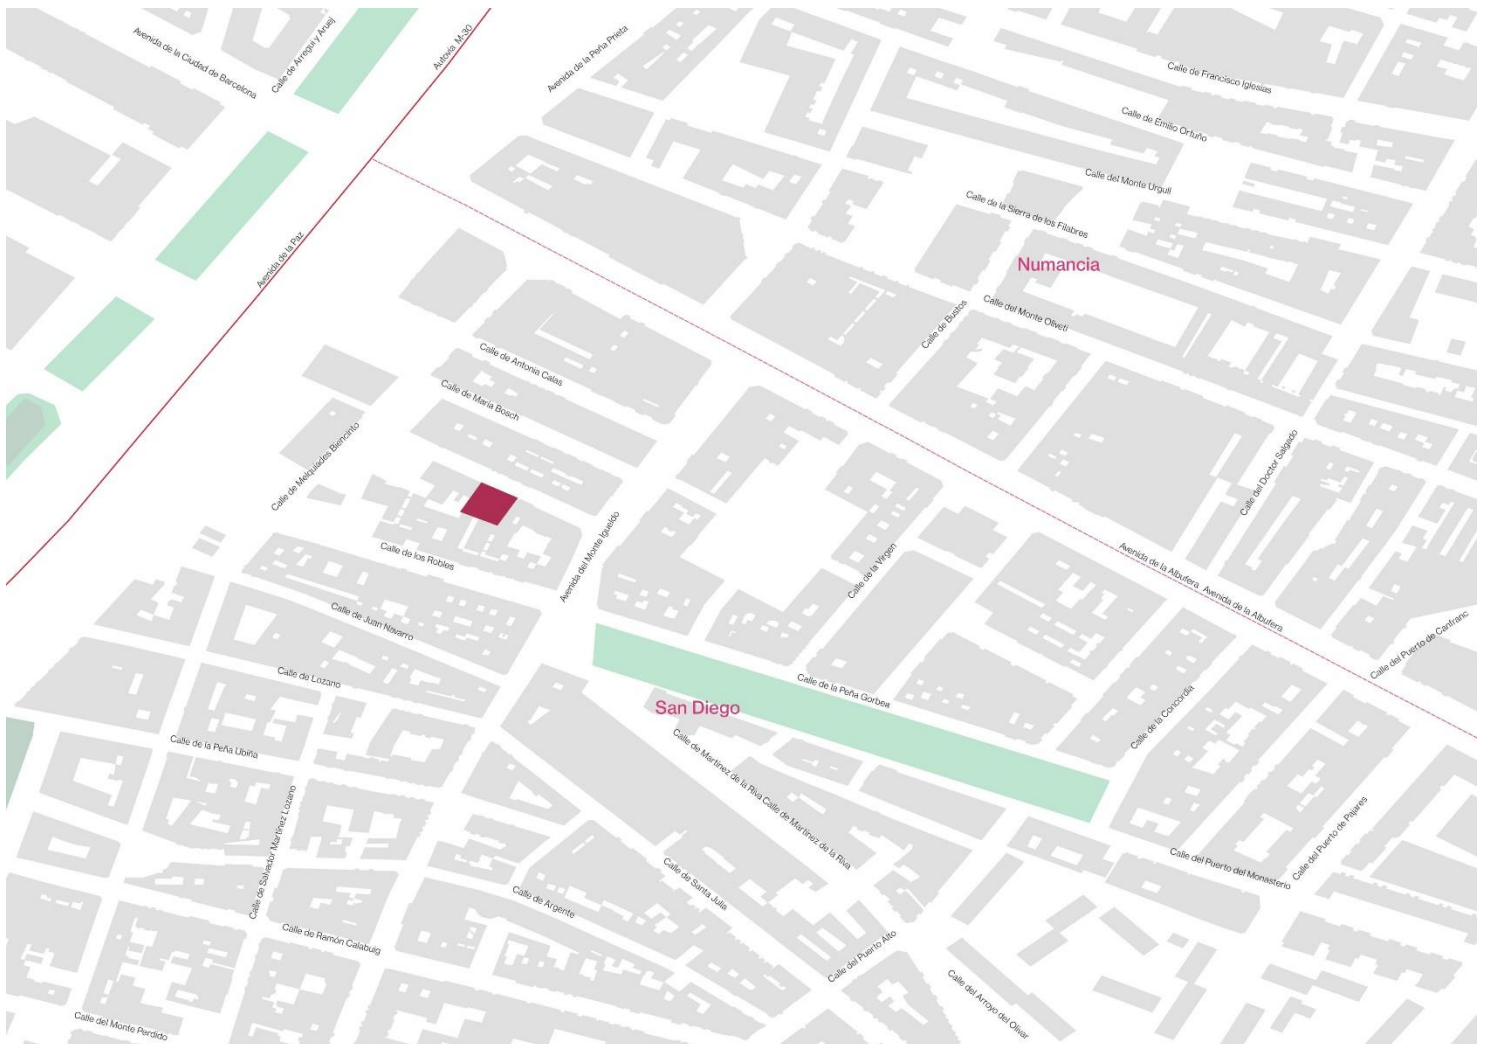 Avenida de la Ciudad de Barcelona
Calle de Arregui y Aruej
Autovía M-30
Avenida de la Peña Prieta
Calle de Francisco Iglesias
Calle de Emilio Ortuño
Calle del Monte Urgull
Calle de la Sierra de los Filabres
Numancia
Avenida de la Paz
Calle de Bustos
Calle del Monte Oliveti
Calle de Antonia Calas
Calle de María Bosch
Calle de Melquiades Biencinto
Calle del Doctor Salgado
Calle de los Robles
Avenida del Monte Igueldo
Calle de la Virgen
Avenida de la Albufera
Avenida de la Albufera
Calle de Juan Navarro
Calle del Puerto de Canfranc
Calle de Lozano
Calle de la Peña Gorbea
San Diego
Calle de la Concordia
Calle de la Peña Ubiña
Calle de Martínez de la Riva
Calle de Martínez de la Riva
Calle de Salvador Martínez Lozano
Calle del Puerto de Pajares
Calle del Puerto del Monasterio
Calle de Santa Julia
Calle de Argente
Calle de Ramón Calabuig
Calle del Puerto Alto
Calle del Arroyo del Olivar
Calle del Monte Perdido